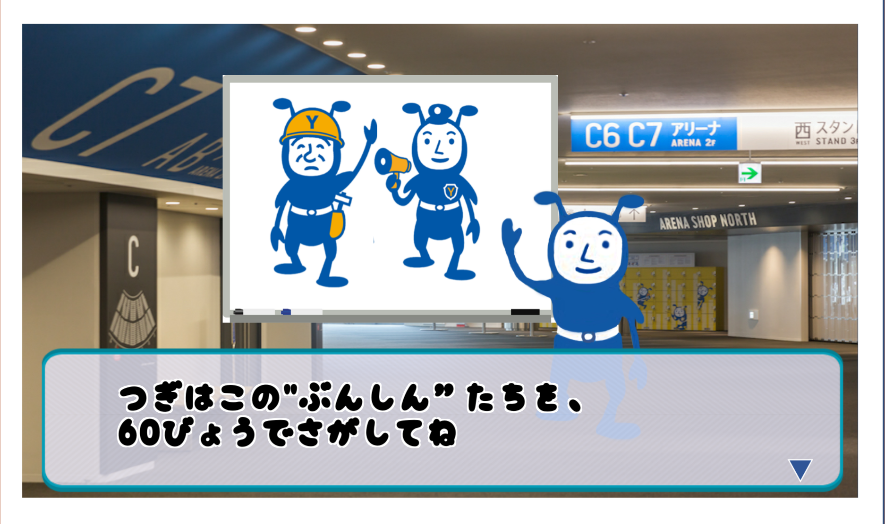 C7
AB
Y
Y
C6 C7 アリーナ
ARENA 2F
西 スタン
WEST STAND
ARENA SHOP NORTH
C
つぎはこの"ぶんしん”たちを、
60びょうでさがしてね